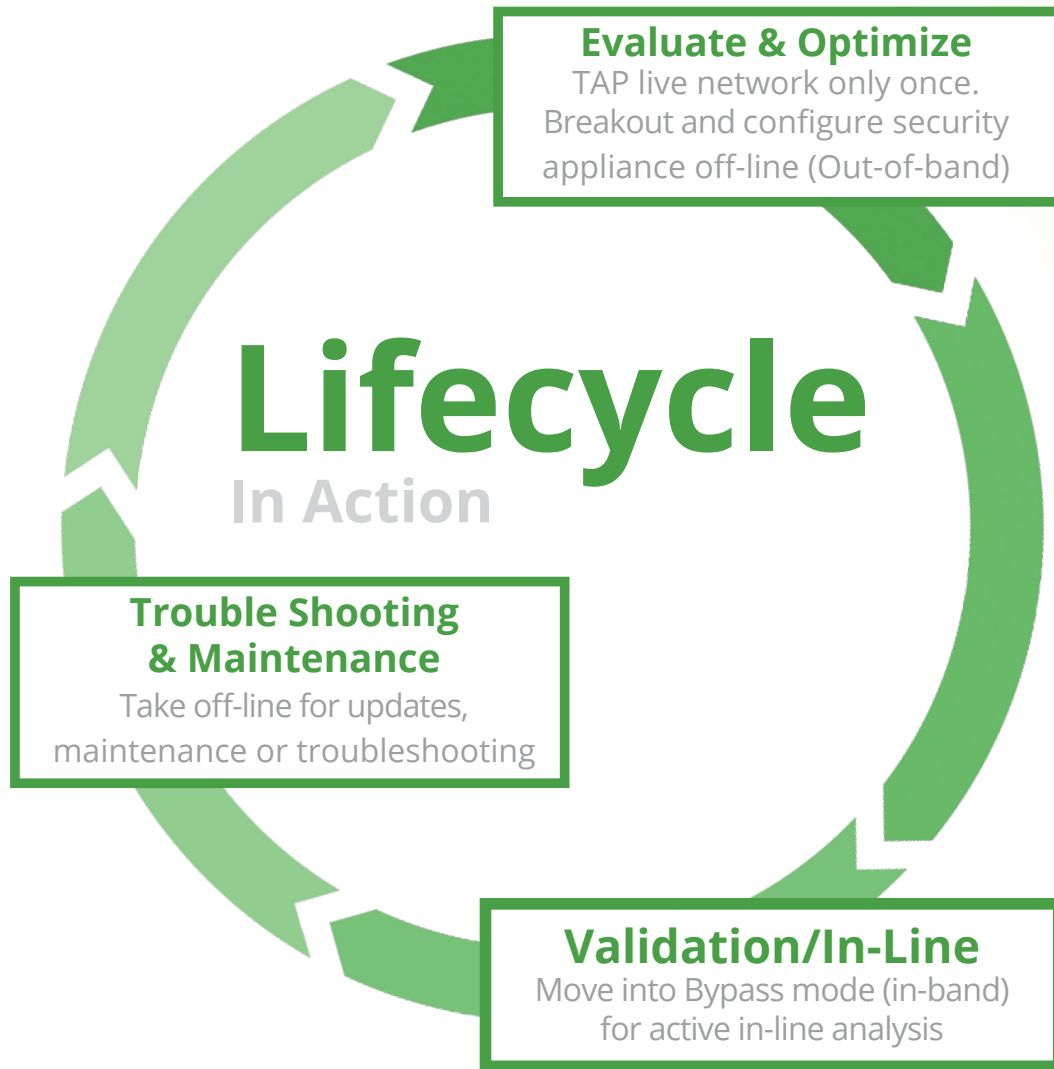 Evaluate & Optimize
TAP live network only once.
Breakout and configure security
appliance off-line (Out-of-band)
Lifecycle
In Action
Trouble Shooting
& Maintenance
Take off-line for updates,
maintenance or troubleshooting
Validation/In-Line
Move into Bypass mode (in-band)
for active in-line analysis